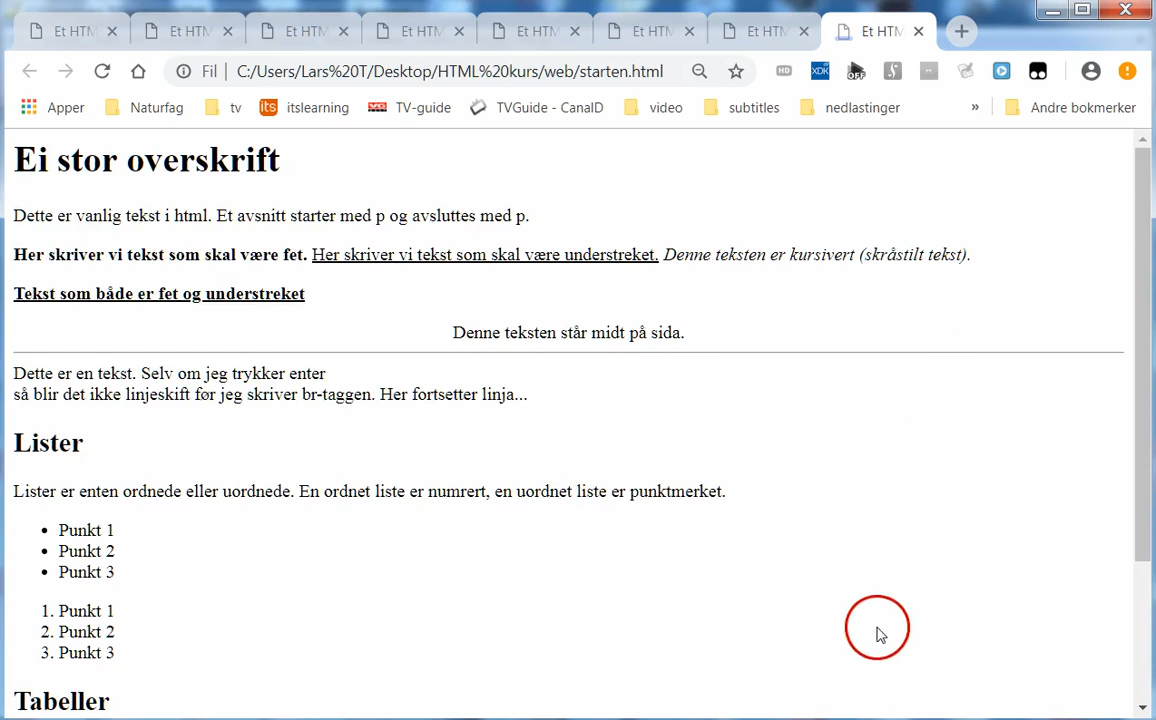 Et HTM Et HTM Et HTM Et HTM Et HTM Et HTM Et HTM Et HTM
Fil C:/Users/Lars%20T/Desktop/HTML%20kurs/web/starten.html HD XDK OFF
Apper Naturfag tv its itslearning TV-guide TVGuide - CanalD video subtitles nedlastinger » Andre bokmerker
Ei stor overskrift
Dette er vanlig tekst i html. Et avsnitt starter med p og avsluttes med p.
Her skriver vi tekst som skal være fet. Her skriver vi tekst som skal være understreket. Denne teksten er kursivert (skråstilt tekst).
Tekst som både er fet og understreket
Denne teksten står midt på sida.
Dette er en tekst. Selv om jeg trykker enter
så blir det ikke linjeskift før jeg skriver br-taggen. Her fortsetter linja...
Lister
Lister er enten ordnede eller uordnede. En ordnet liste er numrert, en uordnet liste er punktmerket.
• Punkt 1
• Punkt 2
• Punkt 3
1. Punkt 1
2. Punkt 2
3. Punkt 3
Tabeller